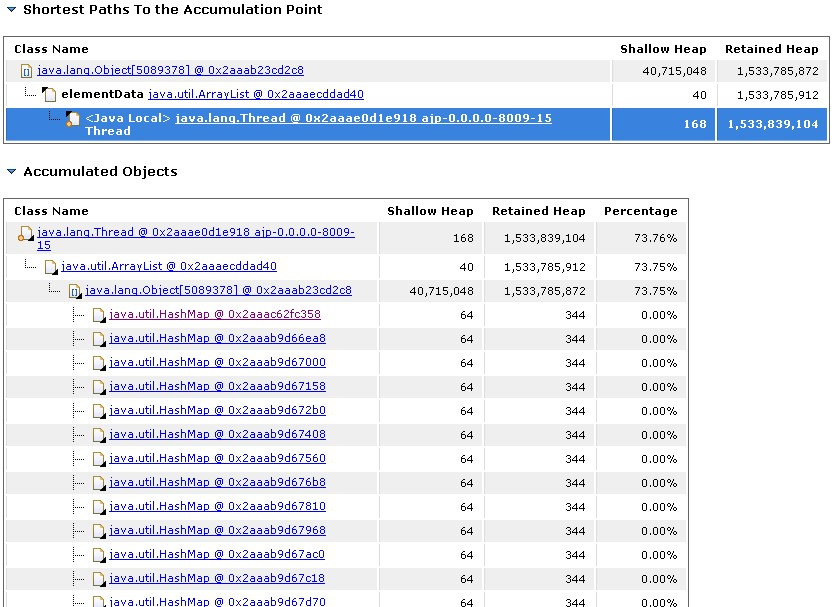 Shortest Paths To the Accumulation Point
Class Name Shallow Heap Retained Heap
java.lang.Object[5089378] @ 0x2aaab23cd2c8 40,715,048 1,533,785,872
elementData java.util.ArrayList @ 0x2aaaecddad40 40 1,533,785,912
<Java Local> java.lang.Thread @ 0x2aaae0d1e918 ajp-0.0.0.0-8009-15
Thread 168 1,533,839,104
Accumulated Objects
Class Name Shallow Heap Retained Heap Percentage
java.lang.Thread @ 0x2aaae0d1e918 ajp-0.0.0.0-8009-
15 168 1,533,839,104 73.76%
java.util.ArrayList @ 0x2aaaecddad40 40 1,533,785,912 73.75%
java.lang.Object[5089378] @ 0x2aaab23cd2c8 40,715,048 1,533,785,872 73.75%
java.util.HashMap @ 0x2aaac62fc358 64 344 0.00%
java.util.HashMap @ 0x2aaab9d66ea8 64 344 0.00%
java.util.HashMap @ 0x2aaab9d67000 64 344 0.00%
java.util.HashMap @ 0x2aaab9d67158 64 344 0.00%
java.util.HashMap @ 0x2aaab9d672b0 64 344 0.00%
java.util.HashMap @ 0x2aaab9d67408 64 344 0.00%
java.util.HashMap @ 0x2aaab9d67560 64 344 0.00%
java.util.HashMap @ 0x2aaab9d676b8 64 344 0.00%
java.util.HashMap @ 0x2aaab9d67810 64 344 0.00%
java.util.HashMap @ 0x2aaab9d67968 64 344 0.00%
java.util.HashMap @ 0x2aaab9d67ac0 64 344 0.00%
java.util.HashMap @ 0x2aaab9d67c18 64 344 0.00%
java.util.HashMap @ 0x2aaab9d67d70 64 344 0.00%